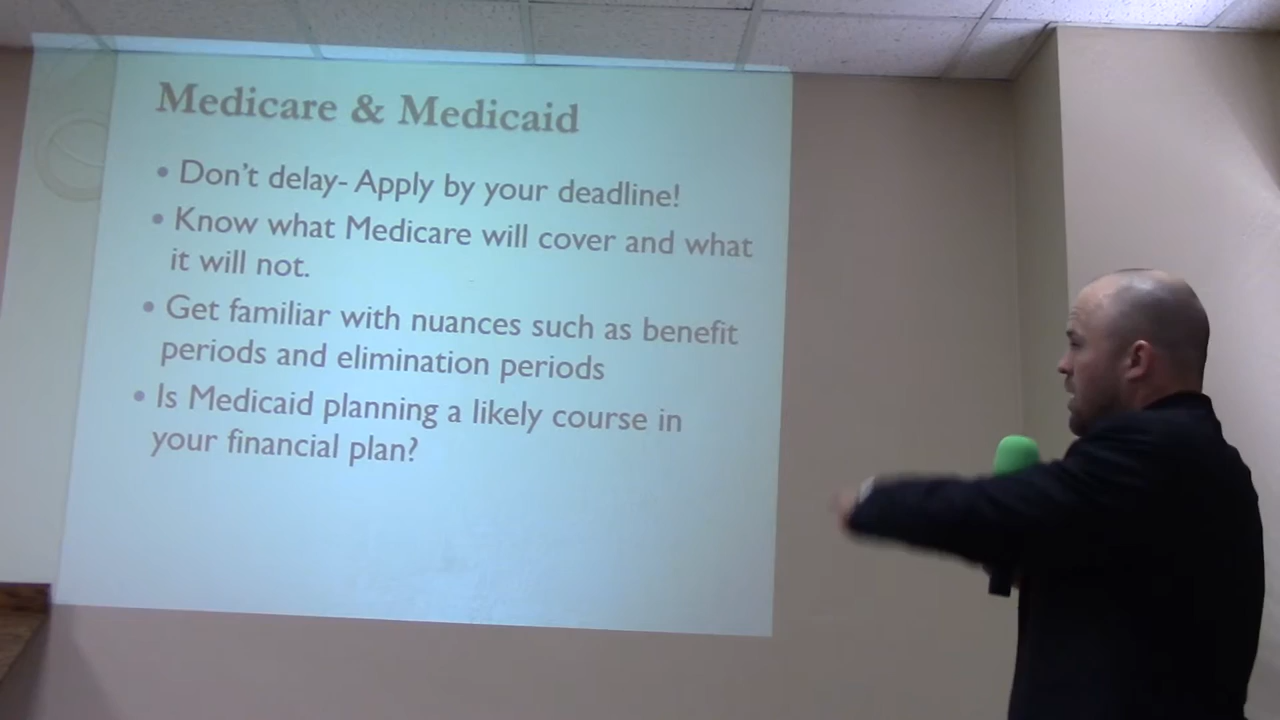 Medicare & Medicaid
• Don't delay- Apply by your deadline!
• Know what Medicare will cover and what
it will not.
• Get familiar with nuances such as benefit
periods and elimination periods
• Is Medicaid planning a likely course in
your financial plan?